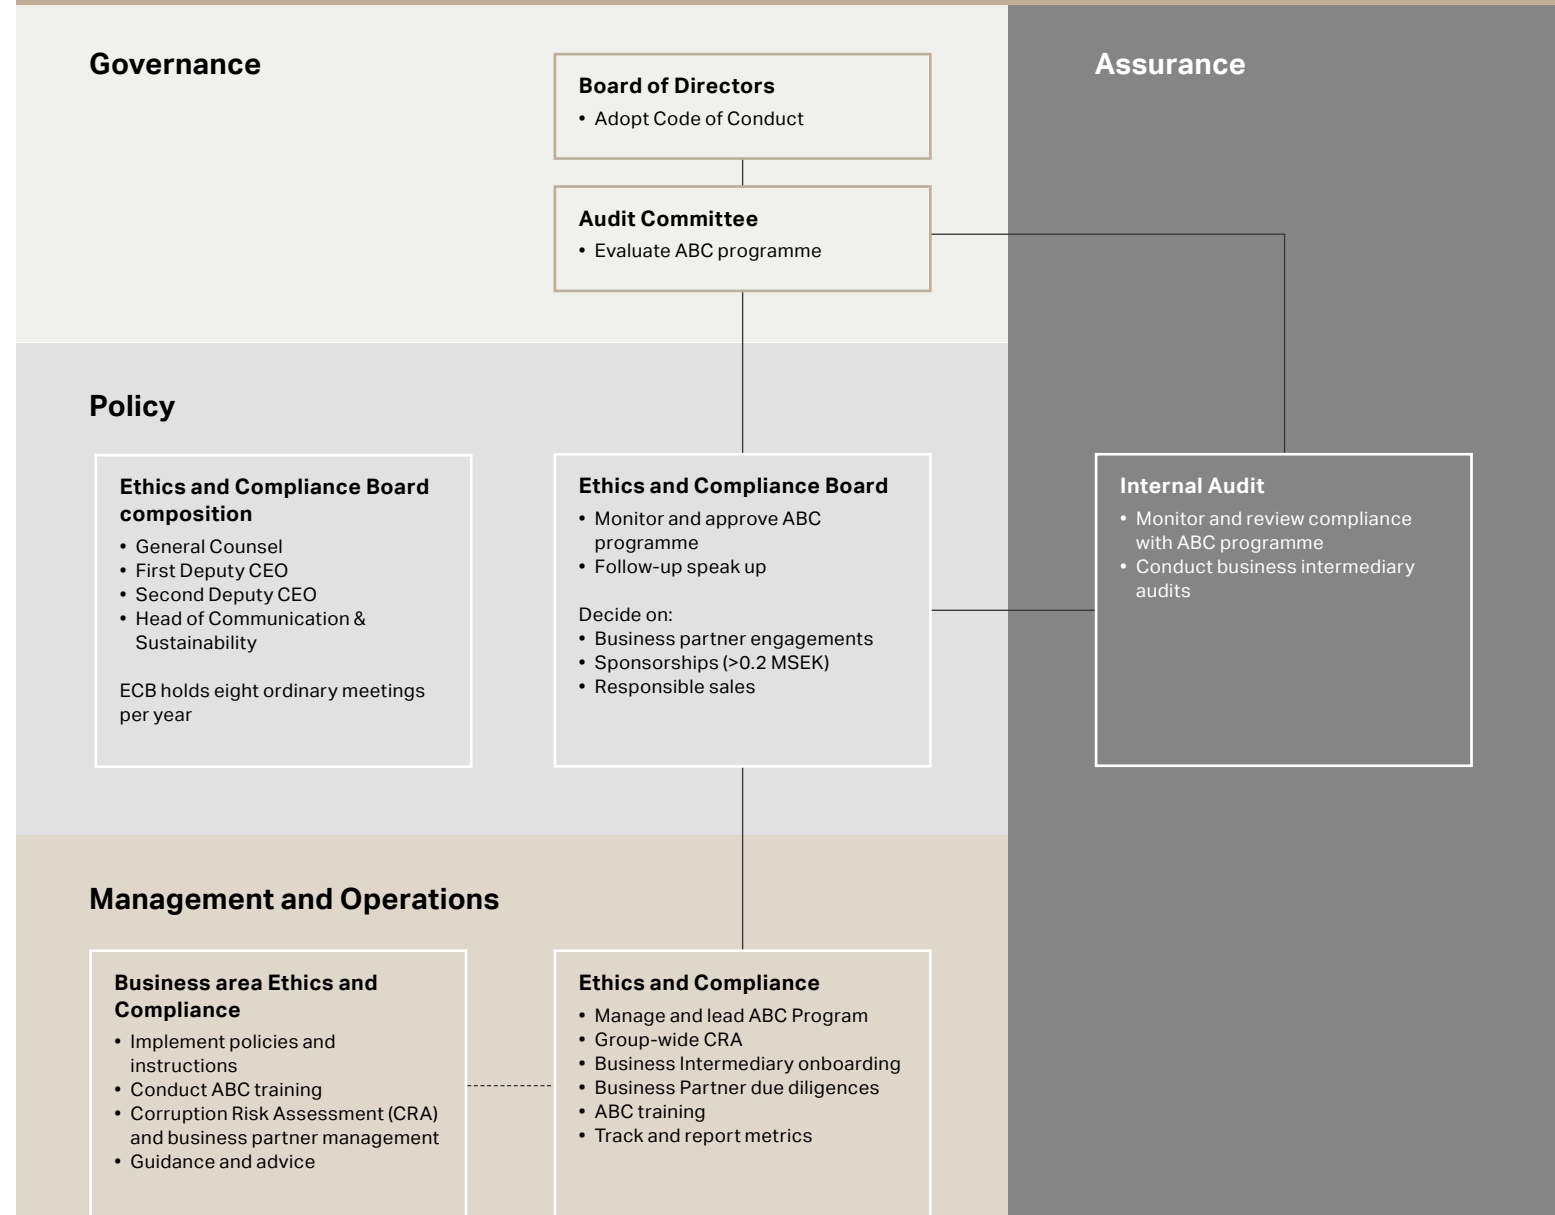 Governance
Board of Directors
• Adopt Code of Conduct
Audit Committee
• Evaluate ABC programme
Assurance
Policy
Ethics and Compliance Board
composition
• General Counsel
• First Deputy CEO
• Second Deputy CEO
• Head of Communication &
Sustainability
ECB holds eight ordinary meetings
per year
Ethics and Compliance Board
• Monitor and approve ABC
programme
• Follow-up speak up
Decide on:
• Business partner engagements
• Sponsorships (>0.2 MSEK)
• Responsible sales
Internal Audit
• Monitor and review compliance
with ABC programme
• Conduct business intermediary
audits
Management and Operations
Business area Ethics and
Compliance
• Implement policies and
instructions
• Conduct ABC training
• Corruption Risk Assessment (CRA)
and business partner management
• Guidance and advice
Ethics and Compliance
• Manage and lead ABC Program
• Group-wide CRA
• Business Intermediary onboarding
• Business Partner due diligences
• ABC training
• Track and report metrics